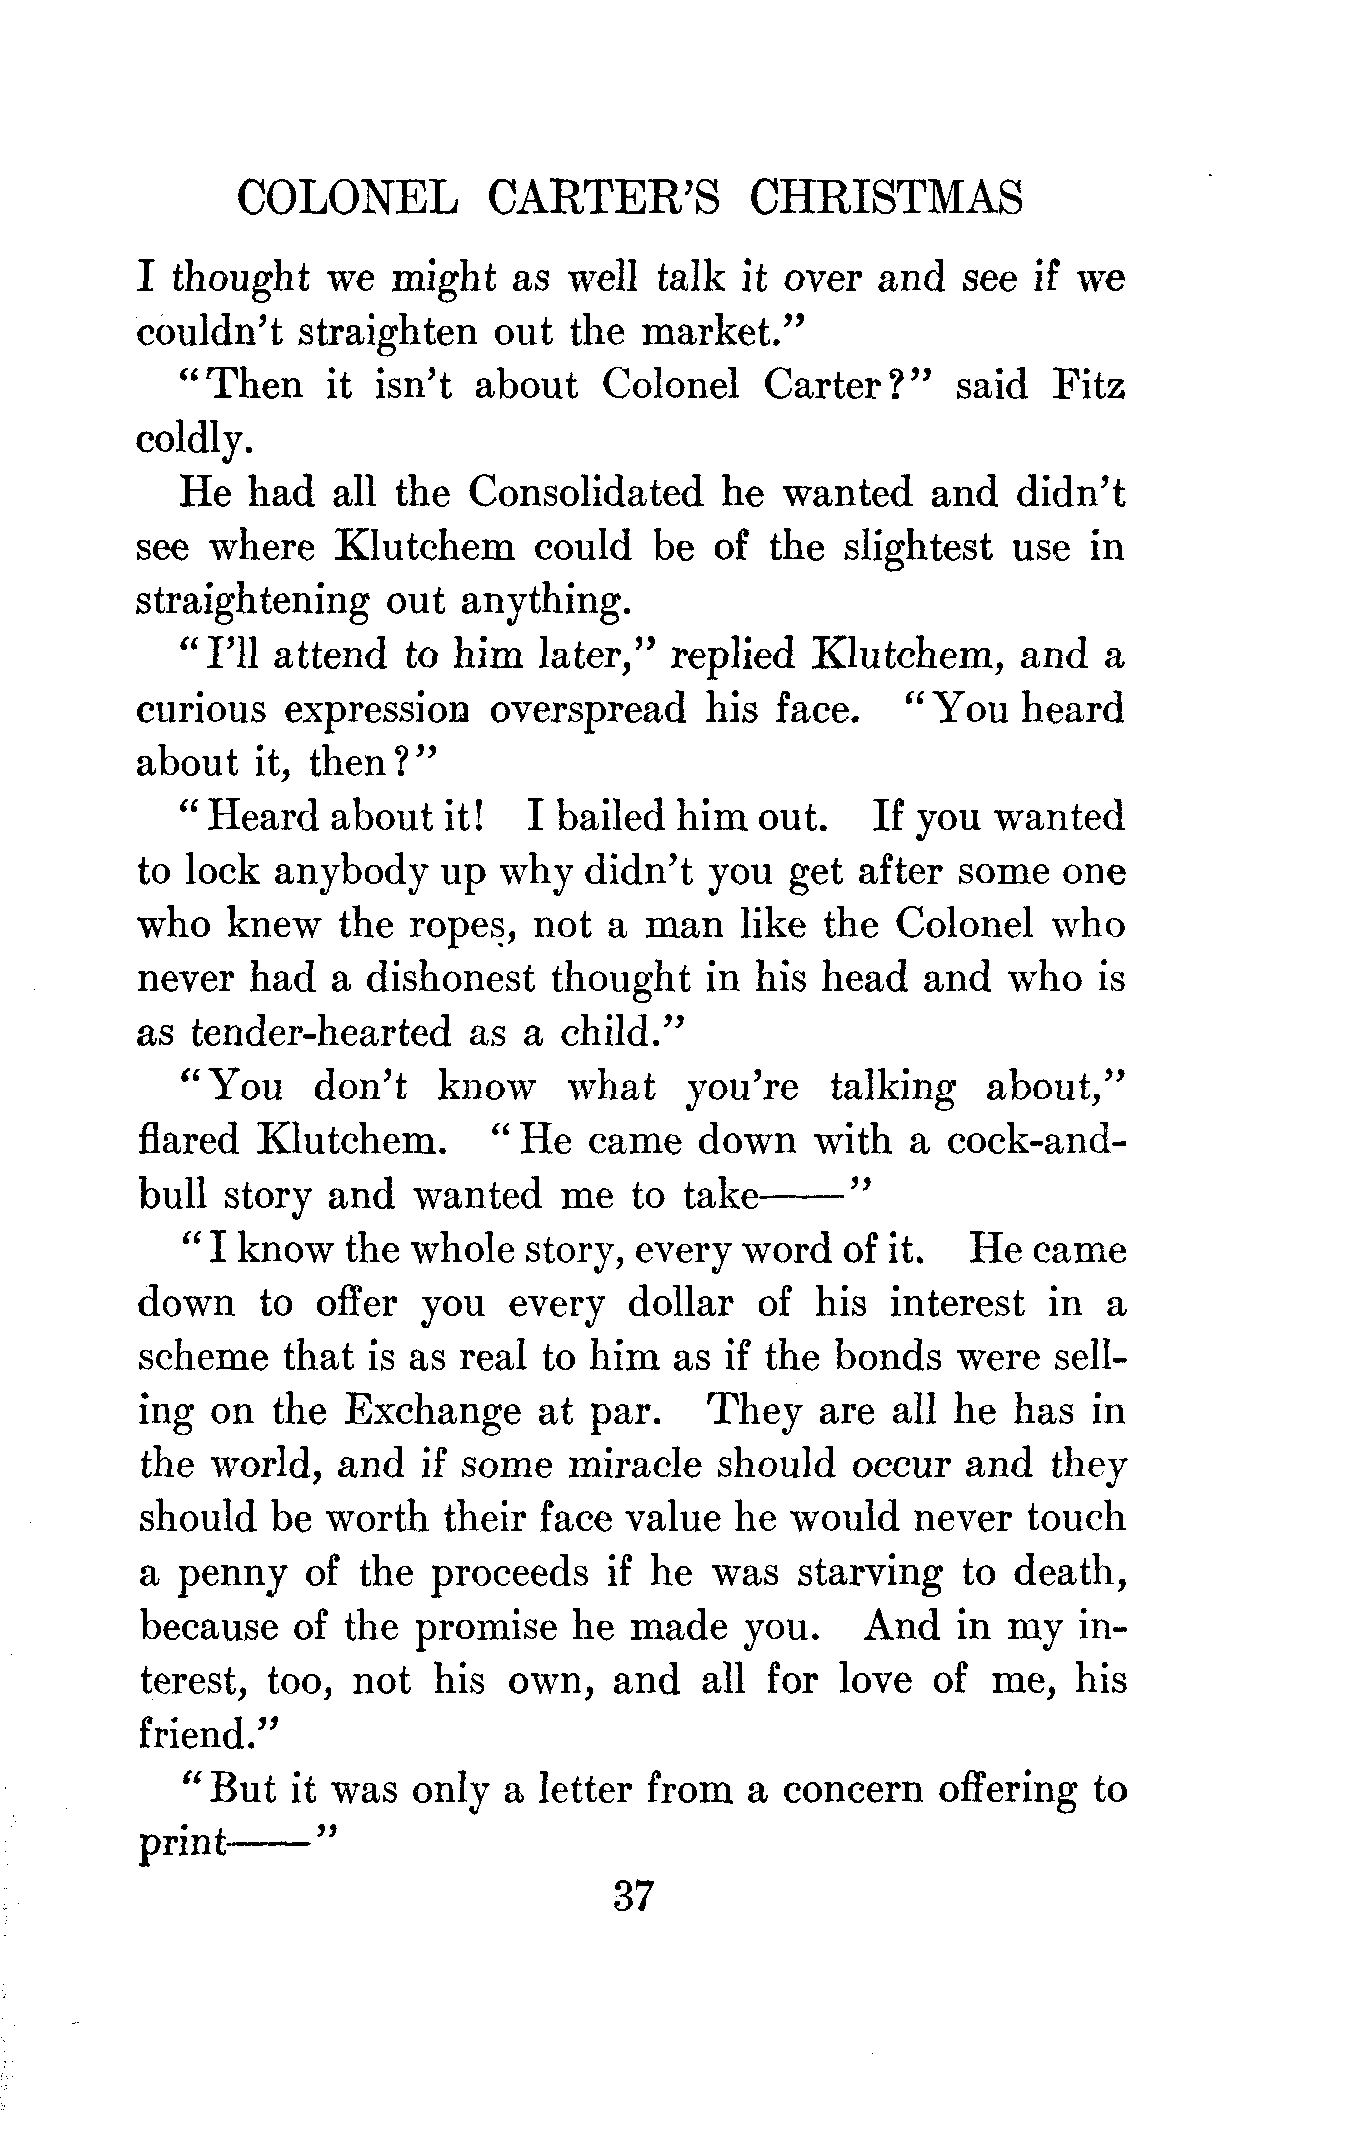 COLONEL CARTER'S CHRISTMAS
I thought we might as well talk it over and see if we
couldn't straighten out the market."
"Then it isn't about Colonel Carter?" said Fitz
coldly.
He had all the Consolidated he wanted and didn't
see where Klutchem could be of the slightest use in
straightening out anything.
"I'll attend to him later," replied Klutchem, and a
curious expression overspread his face. "You heard
about it, then?"
"Heard about it! I bailed him out. If you wanted
to lock anybody up why didn't you get after some one
who knew the ropes, not a man like the Colonel who
never had a dishonest thought in his head and who is
as tender-hearted as a child."
"You don't know what you're talking about,"
flared Klutchem. "He came down with a cock-and-
bull story and wanted me to take——"
"I know the whole story, every word of it. He came
down to offer you every dollar of his interest in a
scheme that is as real to him as if the bonds were sell-
ing on the Exchange at par. They are all he has in
the world, and if some miracle should occur and they
should be worth their face value he would never touch
a penny of the proceeds if he was starving to death,
because of the promise he made you. And in my in-
terest, too, not his own, and all for love of me, his
friend."
"But it was only a letter from a concern offering to
print——"
37